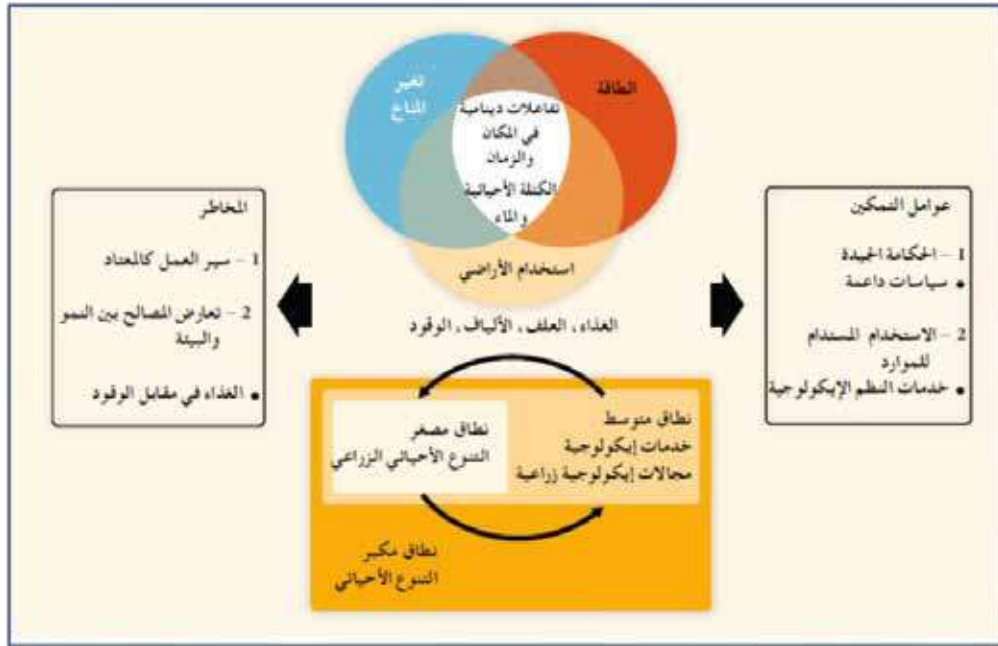 تغير
المناخ
الطاقة
تفاعلات دينامية
في المكان
والزمان
الكتلة الأحيائية
والماء
استخدام الأراضي
عوامل التمكين
1 – الحكامة الجيدة
• سياسات داعمة
2 – الاستخدام المستدام
للموارد
• خدمات النظم الإيكولوجية
المخاطر
1 – سير العمل كالمعتاد
2 – تعارض المصالح بين النمو
والبيئة
• الغذاء في مقابل الوقود
الغذاء، العلف، الألياف، الوقود
نطاق متوسط
خدمات إيكولوجية
مجالات إيكولوجية زراعية
نطاق مصغر
التنوع الأحيائي الزراعي
نطاق مكبر
التنوع الأحيائي